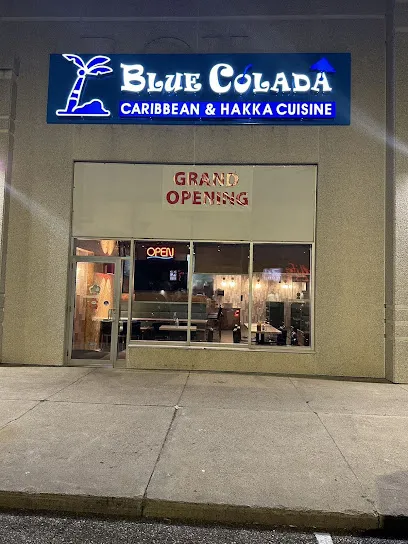 BLUE COLADA
CARIBBEAN & HAKKA CUISINE
GRAND
OPENING
OPEN